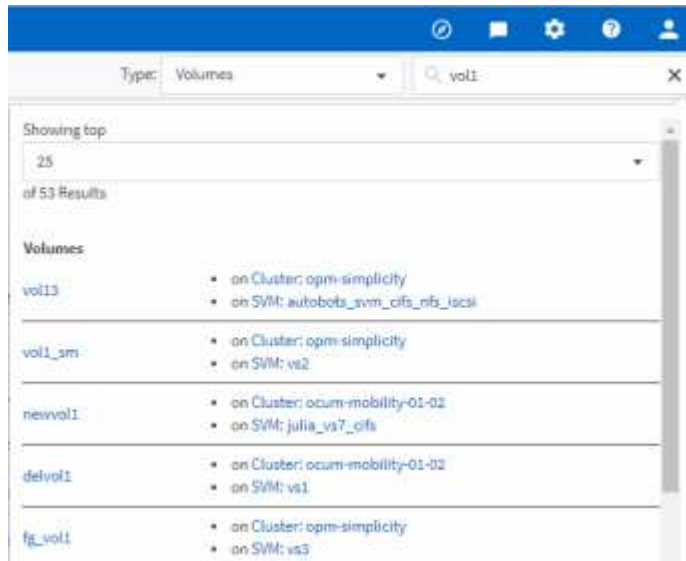 Type: Volumes vol1
Showing top
25
of 53 Results
Volumes
vol13
on Cluster: opm-simplicity
on SVM: autobots_svm_cifs_nfs_iscsi
vol1_sm
on Cluster: opm-simplicity
on SVM: vs2
newvol1
on Cluster: ocum-mobility-01-02
on SVM: julia_vs7_cifs
delvol1
on Cluster: ocum-mobility-01-02
on SVM: vs1
fg_vol1
on Cluster: opm-simplicity
on SVM: vs3